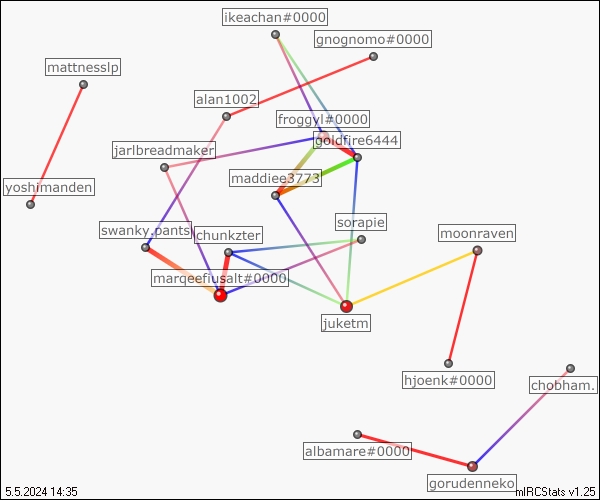 ikeachan#0000
gnognomo#0000
mattnesslp
alan1002
froggyl#0000
goldfire6444
jarlbreadmaker
maddiee3773
yoshimanden
sorapie
swanky.pants
chunkzter
moonraven
marqeefiusalt#0000
juketm
hjoenk#0000
chobham.
albamare#0000
gorudenneko
5.5.2024 14:35
mIRCStats v1.25